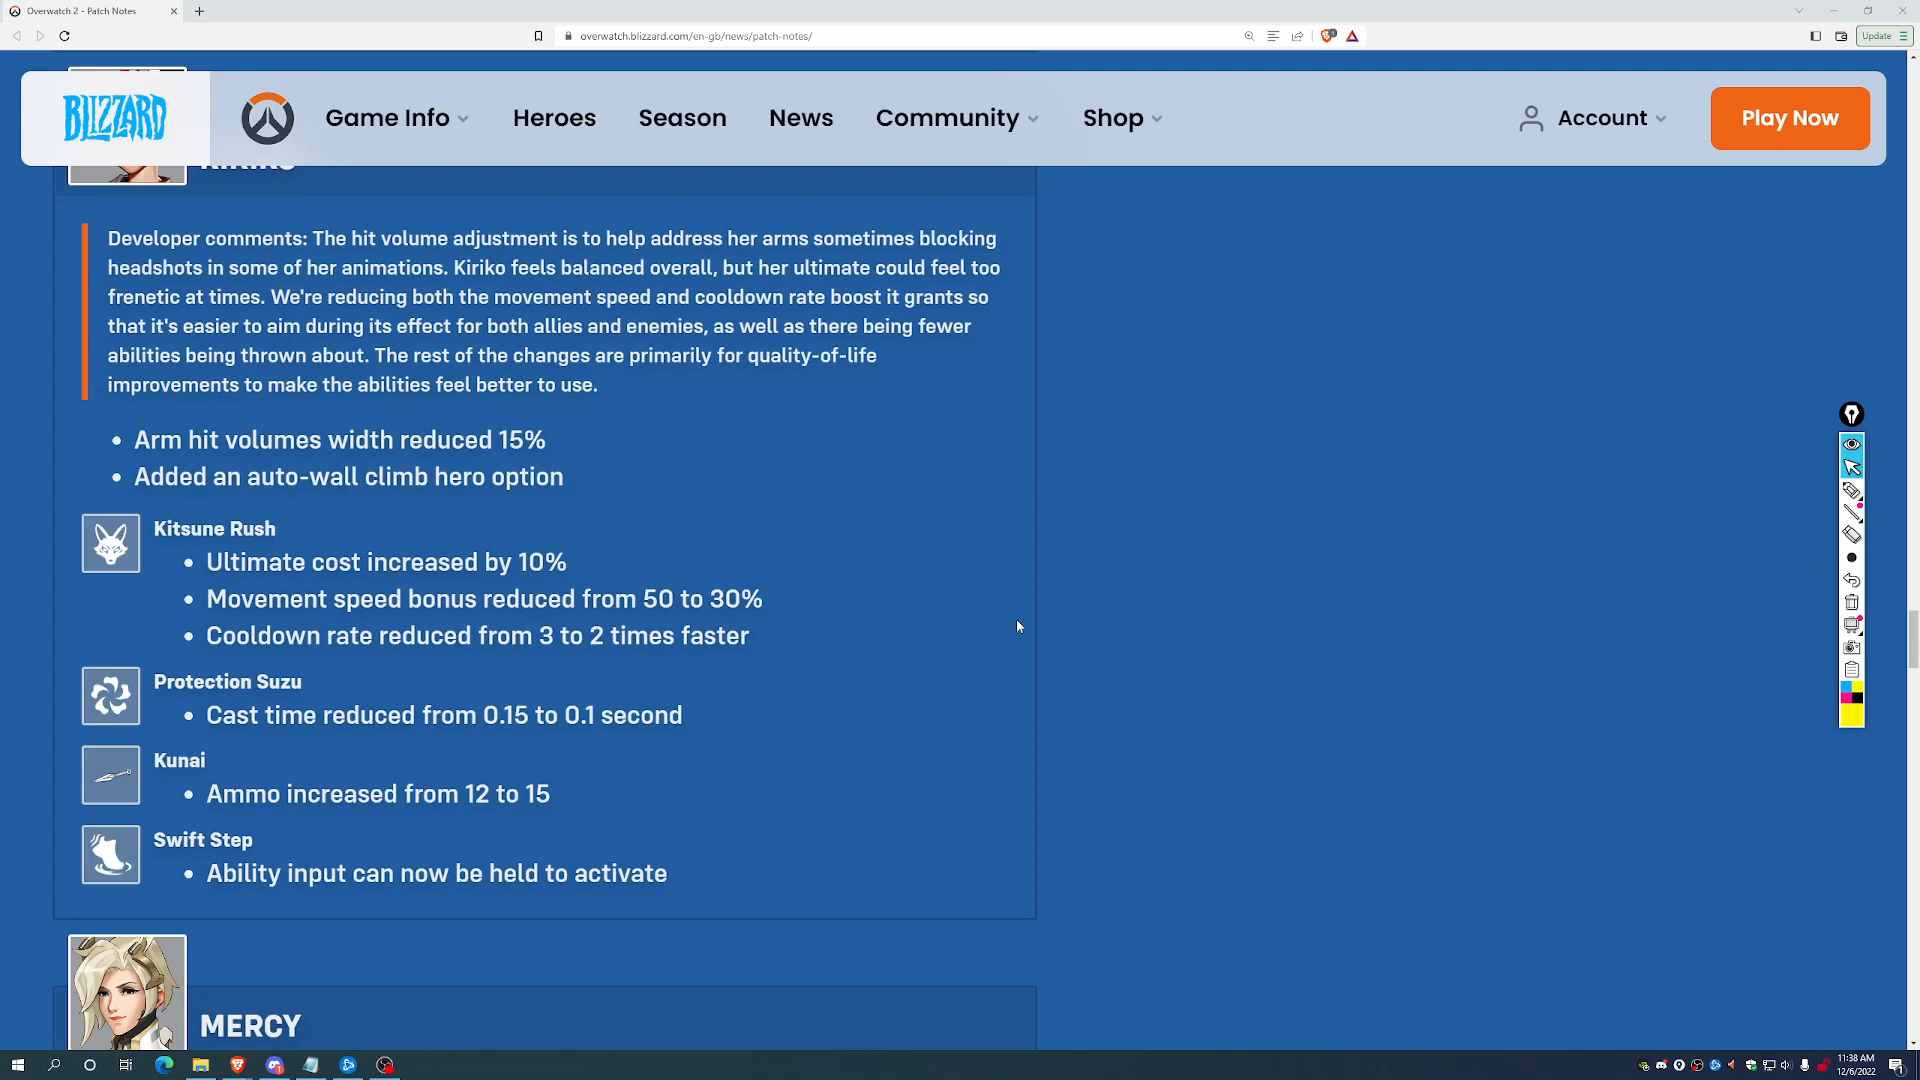 Overwatch 2 - Patch Notes
overwatch.blizzard.com/en-gb/news/patch-notes/
Update
BLIZZARD
Game Info
Heroes
Season
News
Community
Shop
Account
Play Now
KIRIKO
Developer comments: The hit volume adjustment is to help address her arms sometimes blocking
headshots in some of her animations. Kiriko feels balanced overall, but her ultimate could feel too
frenetic at times. We're reducing both the movement speed and cooldown rate boost it grants so
that it's easier to aim during its effect for both allies and enemies, as well as there being fewer
abilities being thrown about. The rest of the changes are primarily for quality-of-life
improvements to make the abilities feel better to use.
• Arm hit volumes width reduced 15%
• Added an auto-wall climb hero option
Kitsune Rush
• Ultimate cost increased by 10%
• Movement speed bonus reduced from 50 to 30%
• Cooldown rate reduced from 3 to 2 times faster
Protection Suzu
• Cast time reduced from 0.15 to 0.1 second
Kunai
• Ammo increased from 12 to 15
Swift Step
• Ability input can now be held to activate
MERCY
11:38 AM
12/6/2022